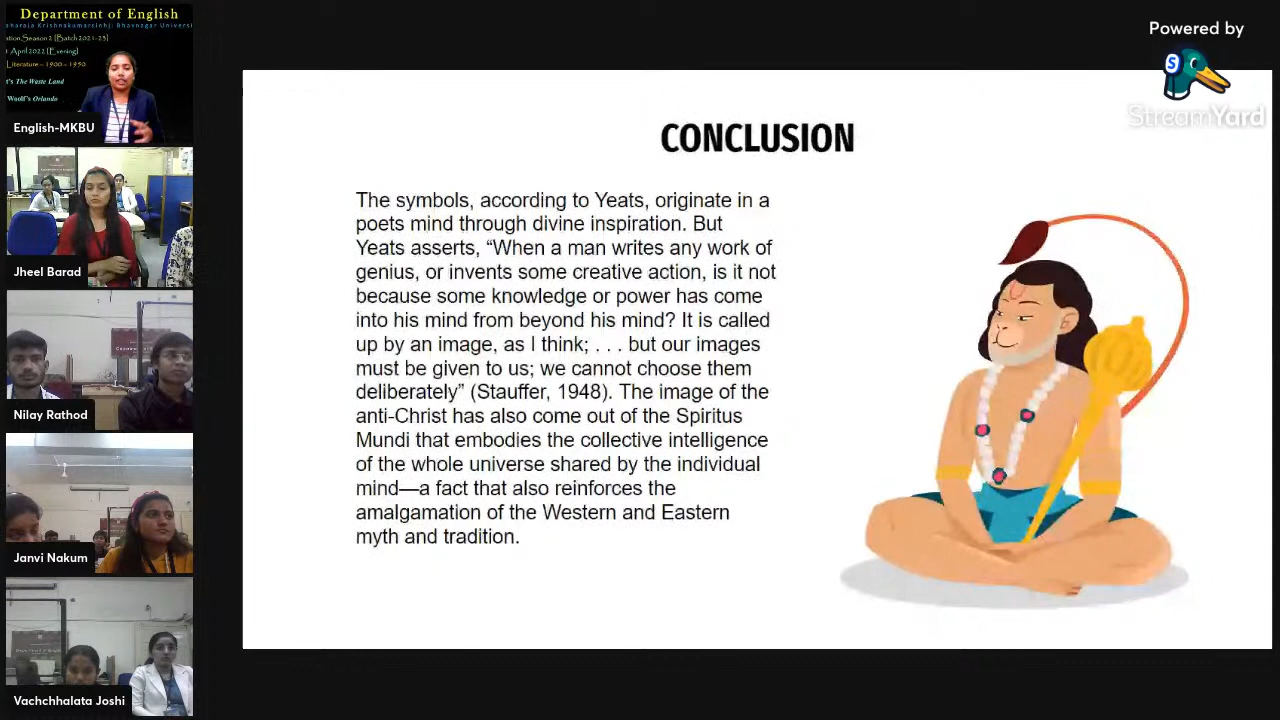 Department of English
Maharaja Krishnakumarsinhji Bhavnagar Universi
ation Season 2 [Batch 2021-23]
April 2022 [Evening]
Literature – 1900 – 1950
t's The Waste Land
Woolf's Orlando
English-MKBU
Jheel Barad
Nilay Rathod
Janvi Nakum
Vachchhalata Joshi
Powered by
S
StreamYard
CONCLUSION
The symbols, according to Yeats, originate in a
poets mind through divine inspiration. But
Yeats asserts, “When a man writes any work of
genius, or invents some creative action, is it not
because some knowledge or power has come
into his mind from beyond his mind? It is called
up by an image, as I think; . . . but our images
must be given to us; we cannot choose them
deliberately” (Stauffer, 1948). The image of the
anti-Christ has also come out of the Spiritus
Mundi that embodies the collective intelligence
of the whole universe shared by the individual
mind—a fact that also reinforces the
amalgamation of the Western and Eastern
myth and tradition.